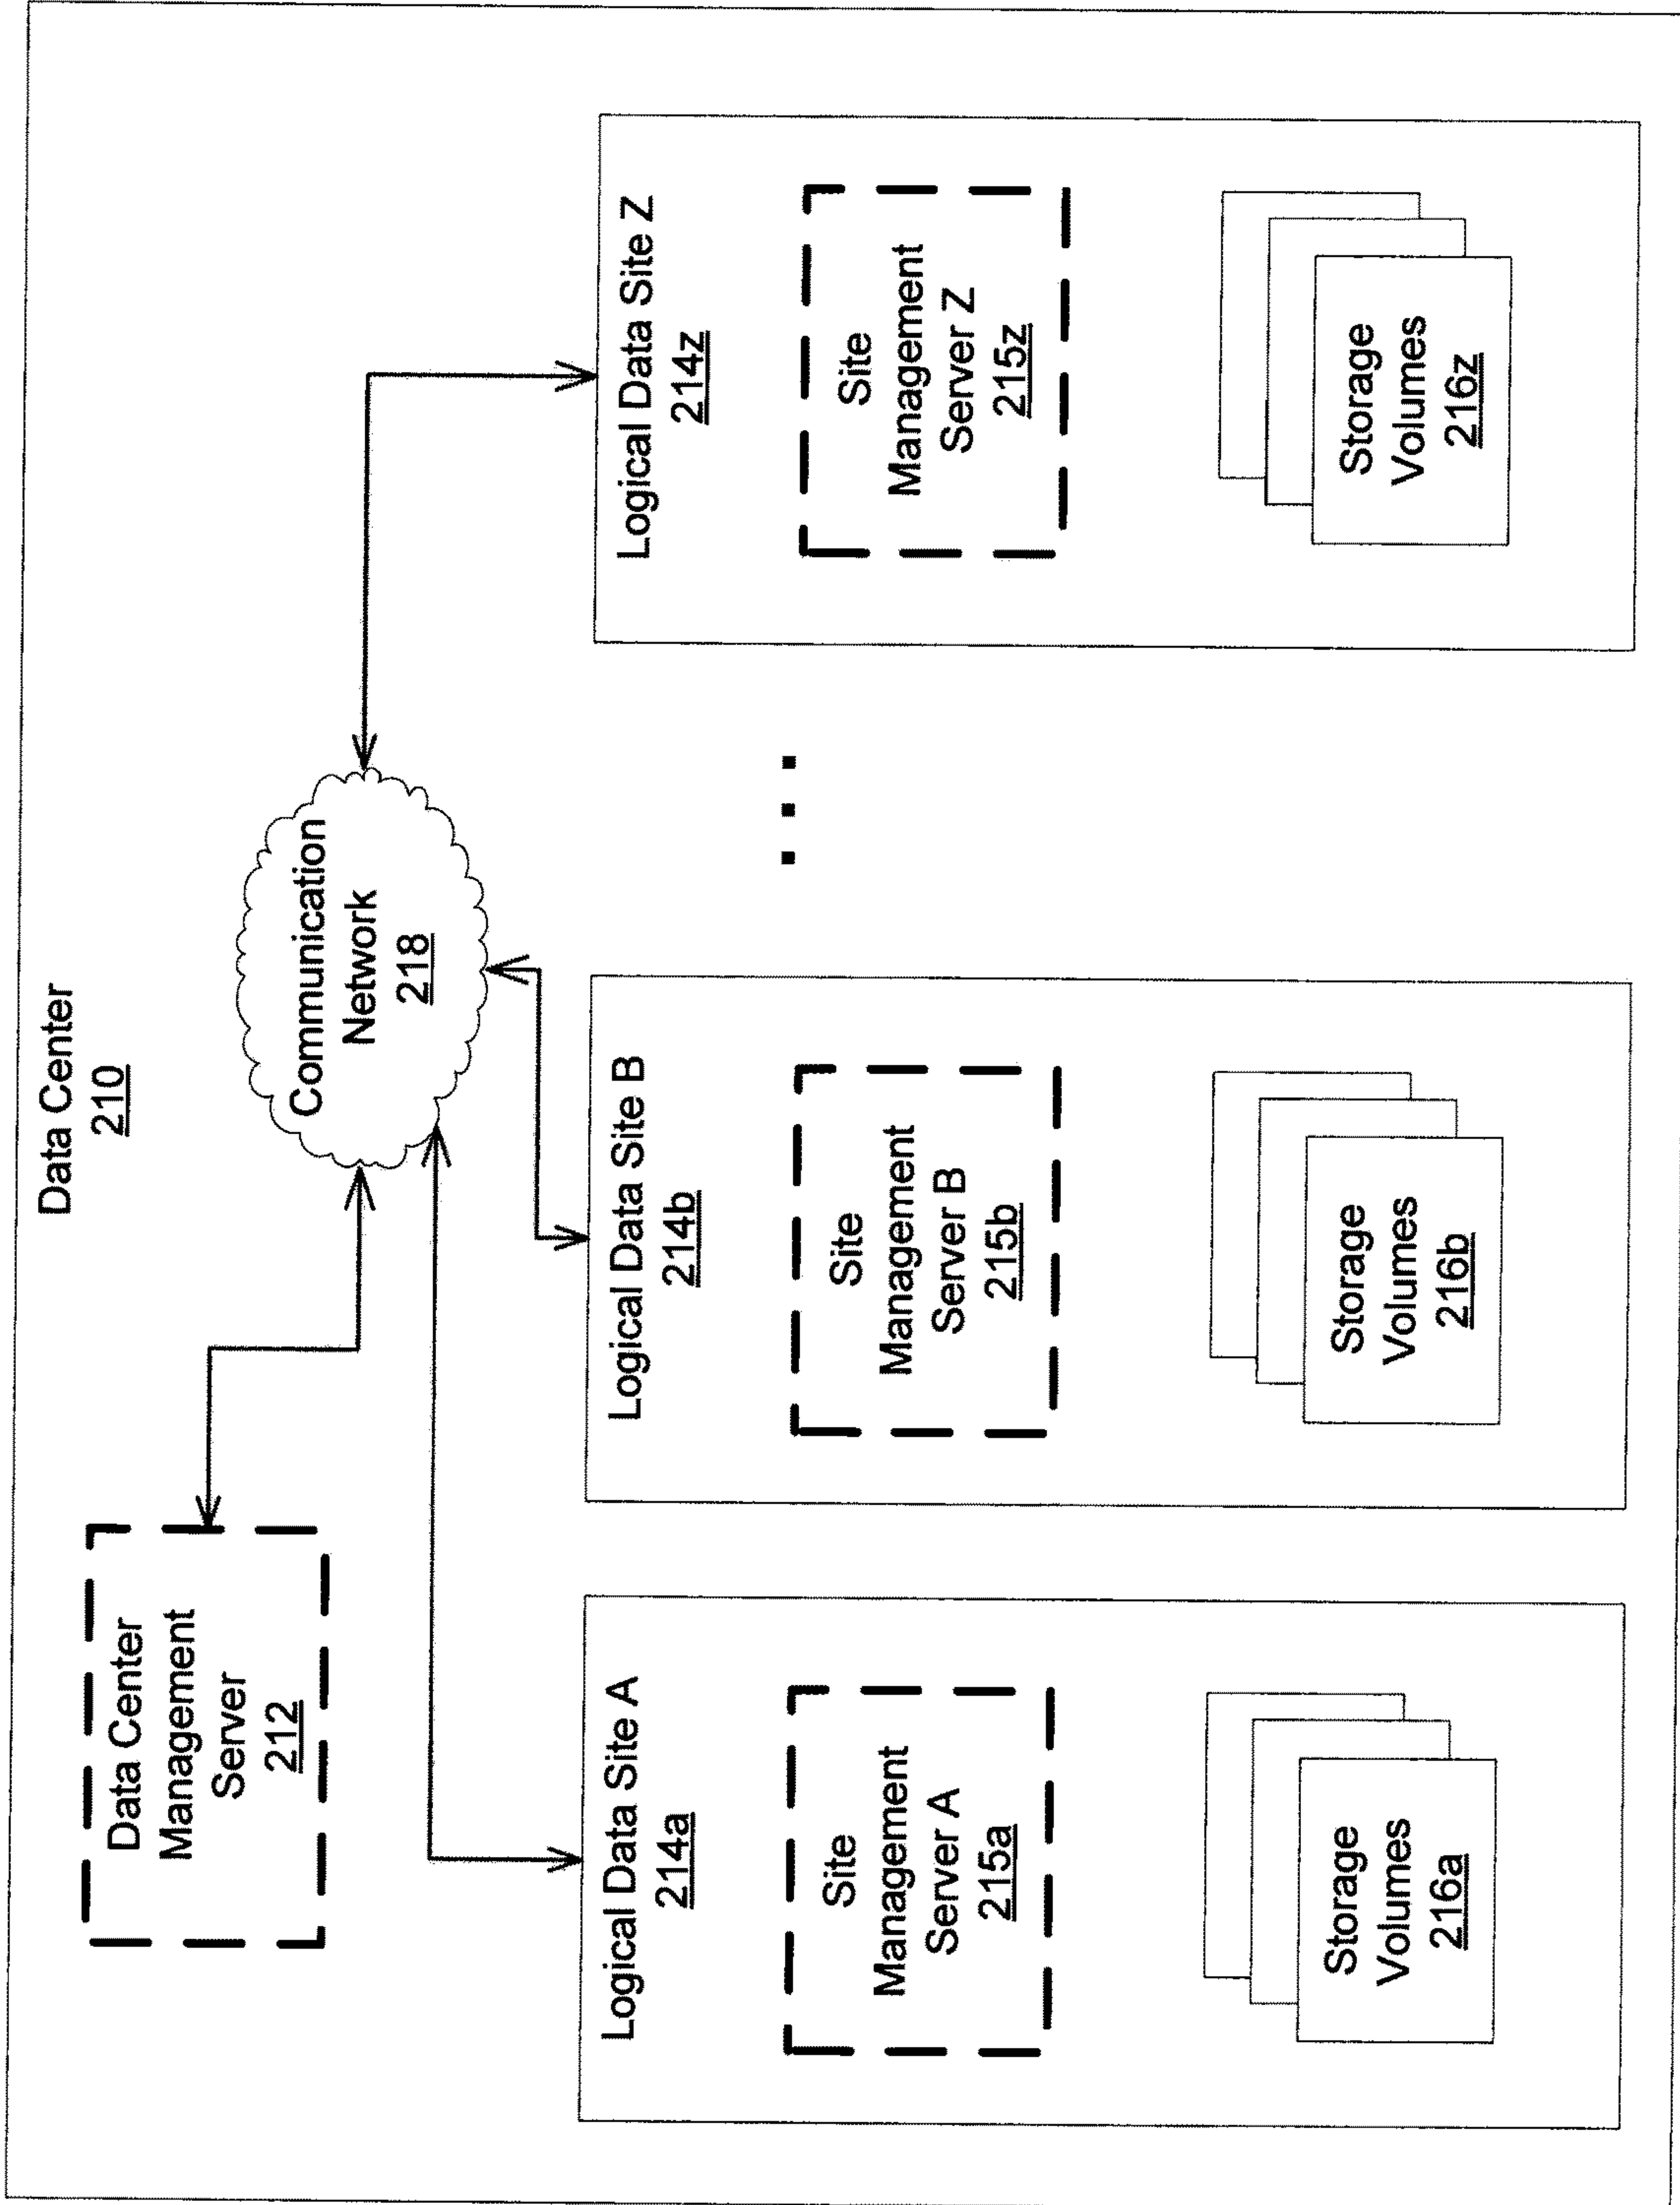 Data Center
210
Data Center
Management
Server
212
Communication
Network
218
Logical Data Site A
214a
Site
Management
Server A
215a
Storage
Volumes
216a
Logical Data Site B
214b
Site
Management
Server B
215b
Storage
Volumes
216b
. . .
Logical Data Site Z
214z
Site
Management
Server Z
215z
Storage
Volumes
216z